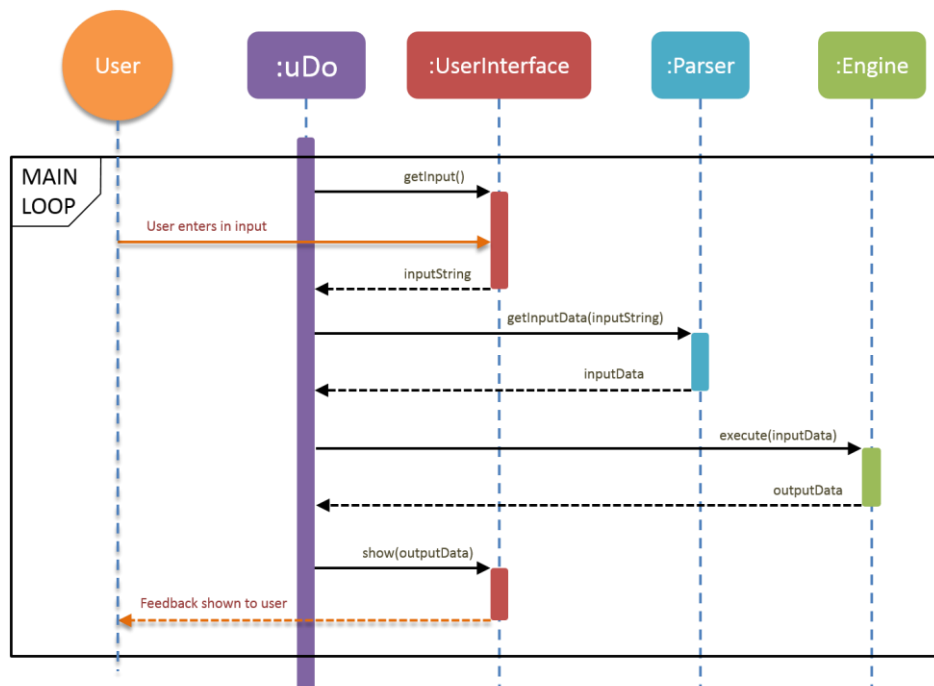 User
:uDo
:UserInterface
:Parser
:Engine
MAIN
LOOP
getInput()
User enters in input
inputString
getInputData(inputString)
inputData
execute(inputData)
outputData
show(outputData)
Feedback shown to user